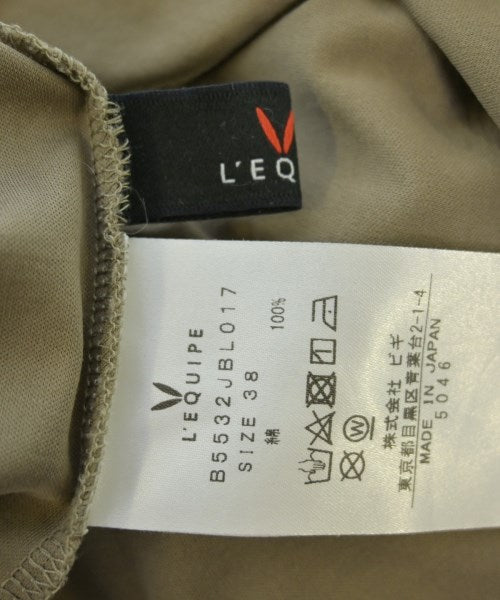 L'EQ
L'EQUIPE
B5532JBL017
SIZE 38
綿 100%
W
株式会社 ビギ
東京都目黒区青葉台2-1-4
MADE IN JAPAN
5046